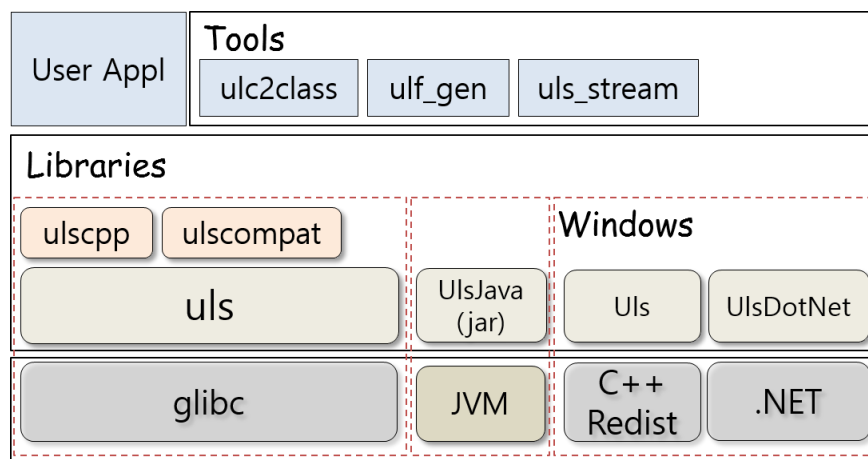 User Appl
Tools
ulc2class
ulf_gen
uls_stream
Libraries
ulscpp
ulscompat
Windows
uls
UlsJava
(jar)
Uls
UlsDotNet
glibc
JVM
C++
Redist
.NET